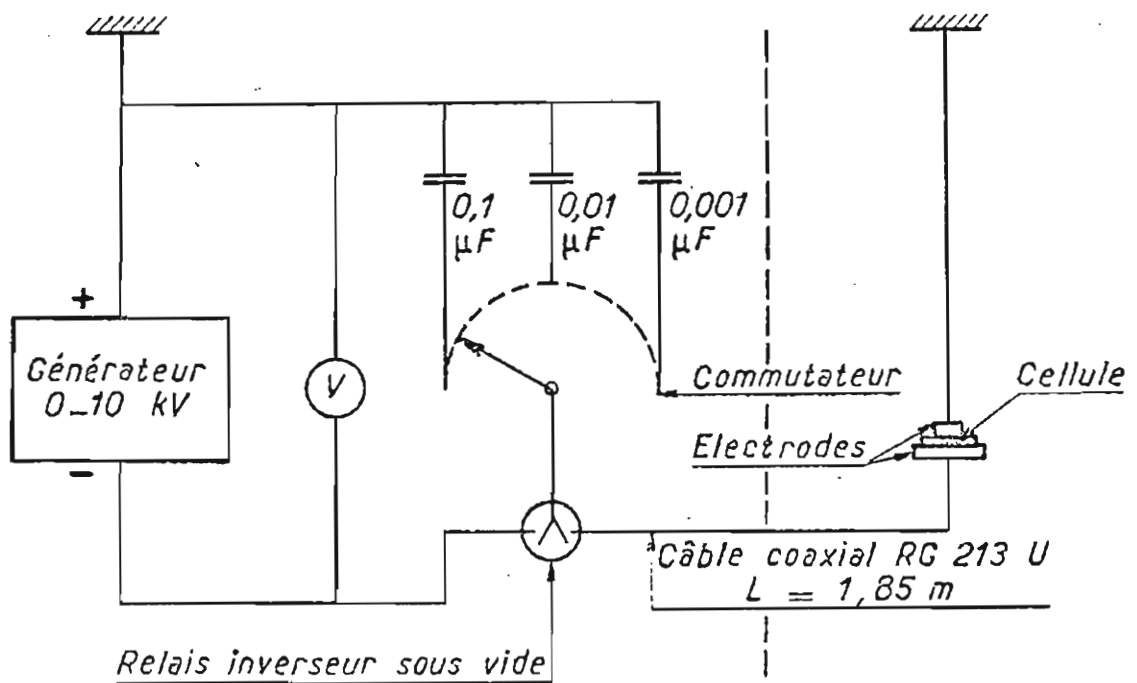 0,1
µF
0,01
µF
0,001
µF
+
Générateur
0_10 kV
−
V
Commutateur
Cellule
Electrodes
Câble coaxial RG 213 U
L = 1,85 m
Relais inverseur sous vide